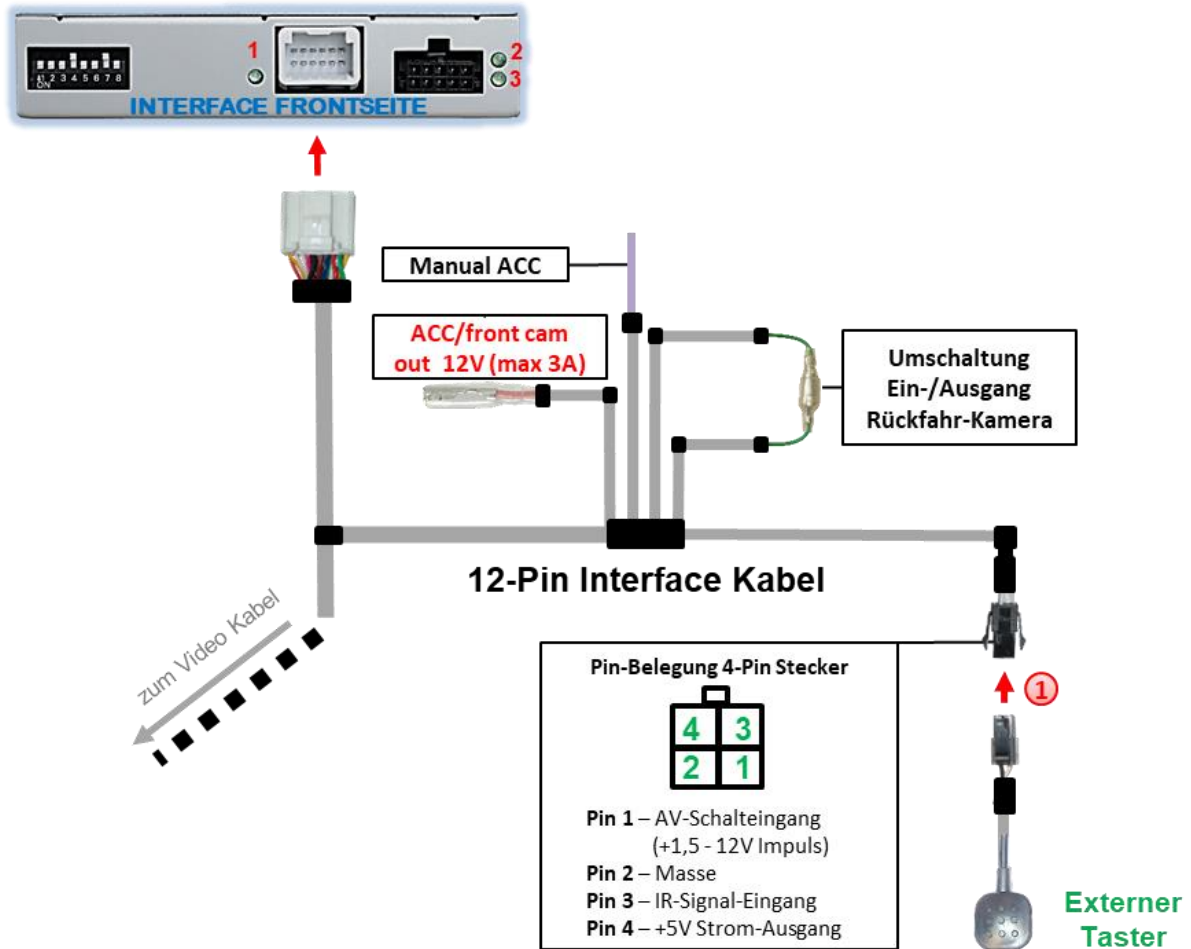 1
2
3
1 2 3 4 5 6 7 8
ON
INTERFACE FRONTSEITE
Manual ACC
ACC/front cam
out 12V (max 3A)
Umschaltung
Ein-/Ausgang
Rückfahr-Kamera
12-Pin Interface Kabel
zum Video Kabel
Pin-Belegung 4-Pin Stecker
4 3
2 1
Pin 1 – AV-Schalteingang
(+1,5 - 12V Impuls)
Pin 2 – Masse
Pin 3 – IR-Signal-Eingang
Pin 4 – +5V Strom-Ausgang
1
Externer
Taster